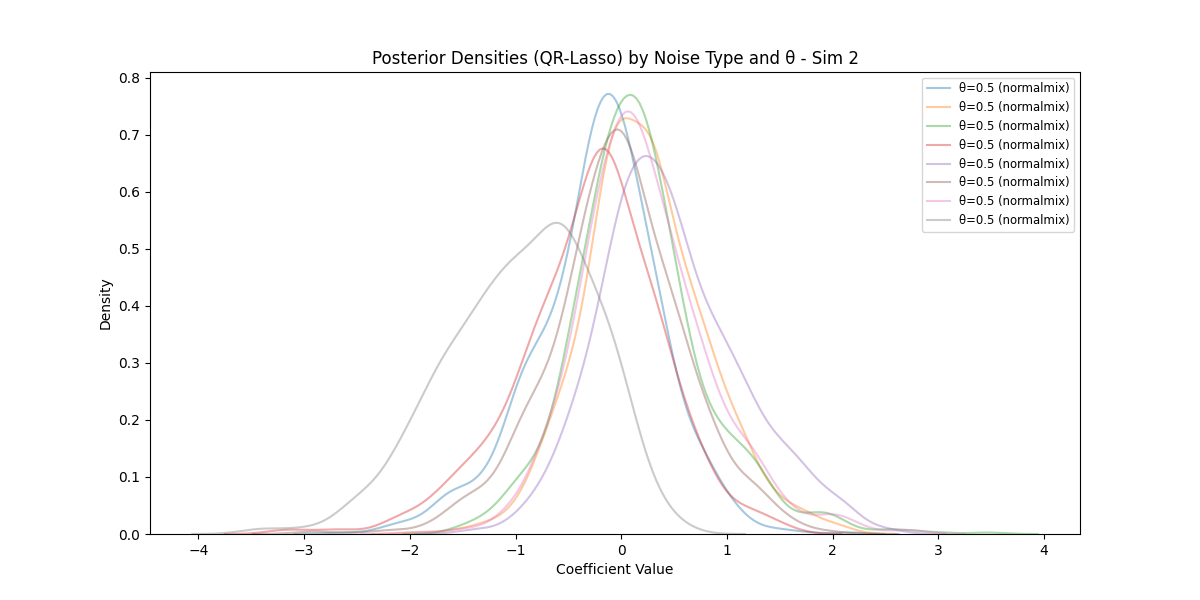 Posterior Densities (QR-Lasso) by Noise Type and θ - Sim 2
0.8
0.7
0.6
0.5
0.4
0.3
0.2
0.1
0.0
Density
−4
−3
−2
−1
0
1
2
3
4
Coefficient Value
θ=0.5 (normalmix)
θ=0.5 (normalmix)
θ=0.5 (normalmix)
θ=0.5 (normalmix)
θ=0.5 (normalmix)
θ=0.5 (normalmix)
θ=0.5 (normalmix)
θ=0.5 (normalmix)